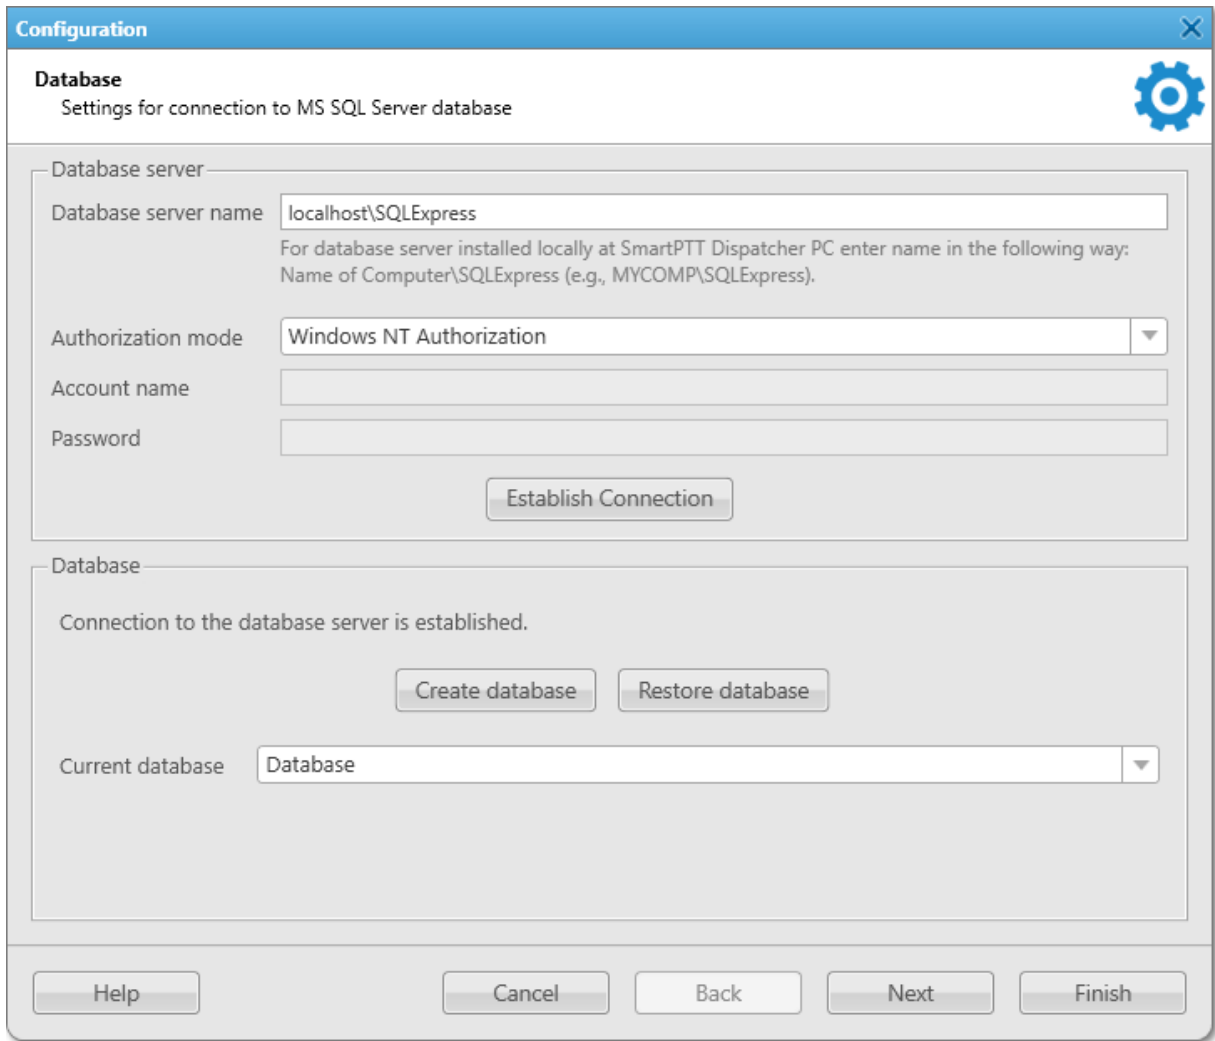 Configuration
Database
Settings for connection to MS SQL Server database
Database server
Database server name
localhost\SQLExpress
For database server installed locally at SmartPTT Dispatcher PC enter name in the following way:
Name of Computer\SQLExpress (e.g., MYCOMP\SQLExpress).
Authorization mode
Windows NT Authorization
Account name
Password
Establish Connection
Database
Connection to the database server is established.
Create database
Restore database
Current database
Database
Help
Cancel
Back
Next
Finish